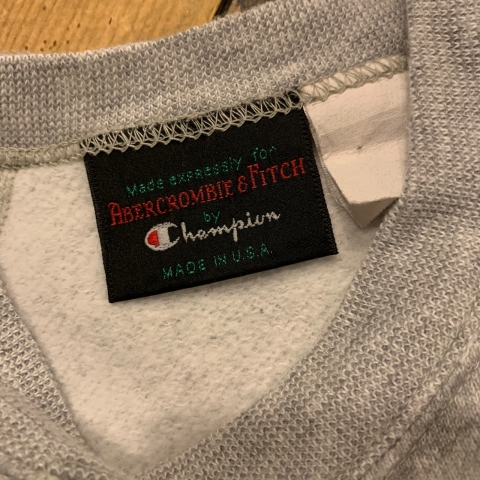 Made expressly for
ABERCROMBIE & FITCH
by
Champion
MADE IN U.S.A.